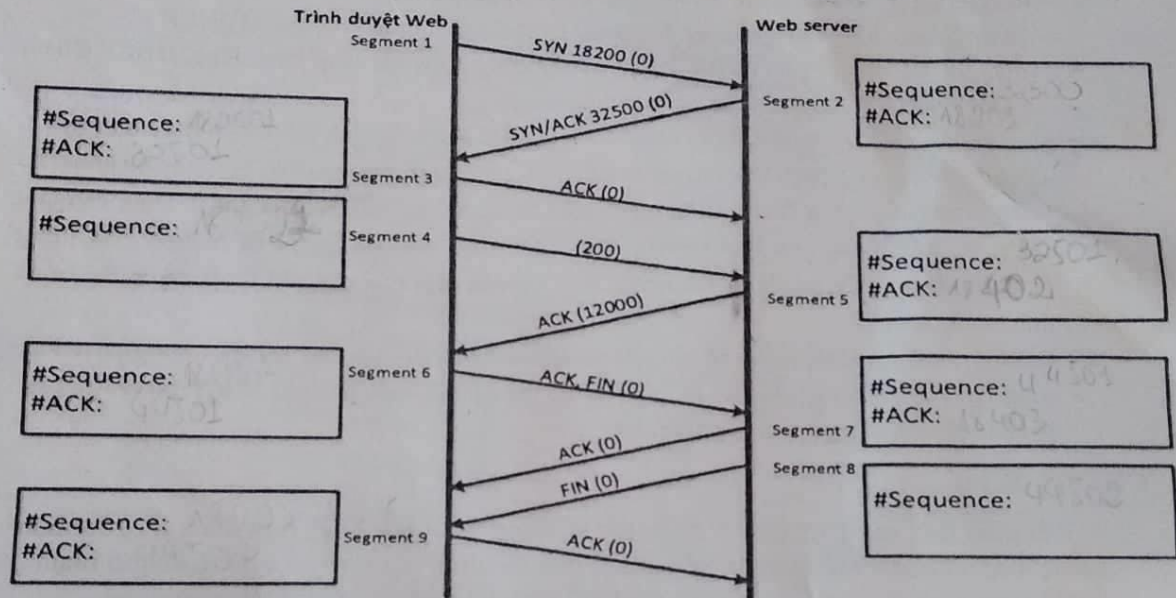 Trình duyệt Web
Web server
Segment 1
SYN 18200 (0)
#Sequence:
#ACK:
Segment 2
SYN/ACK 32500 (0)
#Sequence:
#ACK:
Segment 3
ACK (0)
#Sequence:
Segment 4
(200)
#Sequence: 32501
#ACK:
Segment 5
ACK (12000)
#Sequence:
#ACK:
Segment 6
ACK, FIN (0)
#Sequence: 44501
#ACK: 18403
Segment 7
ACK (0)
Segment 8
FIN (0)
#Sequence:
#Sequence:
#ACK:
Segment 9
ACK (0)